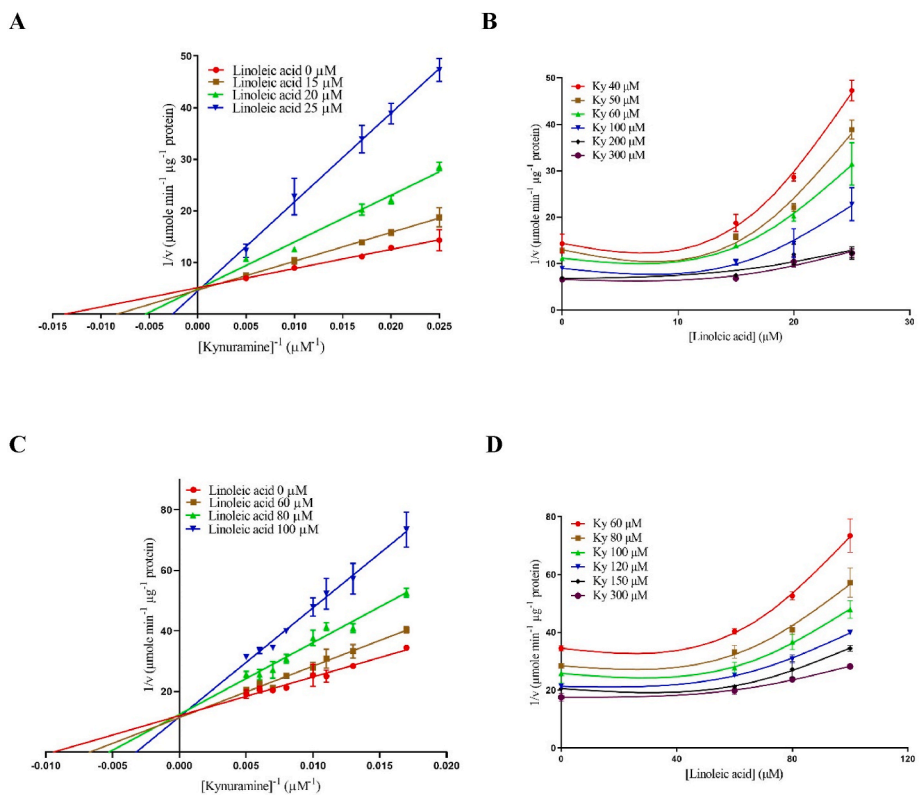 A
1/v (µmole min⁻¹ µg⁻¹ protein)
50
40
30
20
10
Linoleic acid 0 µM
Linoleic acid 15 µM
Linoleic acid 20 µM
Linoleic acid 25 µM
-0.015 -0.010 -0.005 0.000 0.005 0.010 0.015 0.020 0.025
[Kynuramine]⁻¹ (µM⁻¹)
B
1/v (µmole min⁻¹ µg⁻¹ protein)
50
40
30
20
10
0
Ky 40 µM
Ky 50 µM
Ky 60 µM
Ky 100 µM
Ky 200 µM
Ky 300 µM
0 10 20 30
[Linoleic acid] (µM)
C
1/v (µmole min⁻¹ µg⁻¹ protein)
80
60
40
20
Linoleic acid 0 µM
Linoleic acid 60 µM
Linoleic acid 80 µM
Linoleic acid 100 µM
-0.010 -0.005 0.000 0.005 0.010 0.015 0.020
[Kynuramine]⁻¹ (µM⁻¹)
D
1/v (µmole min⁻¹ µg⁻¹ protein)
80
60
40
20
0
Ky 60 µM
Ky 80 µM
Ky 100 µM
Ky 120 µM
Ky 150 µM
Ky 300 µM
0 40 80 120
[Linoleic acid] (µM)